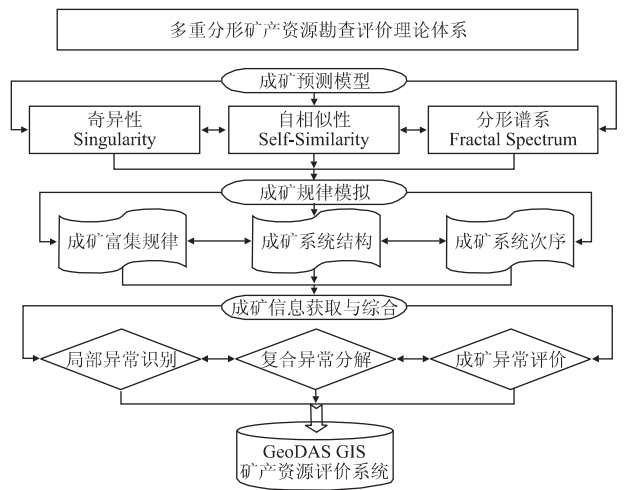 多重分形矿产资源勘查评价理论体系
成矿预测模型
奇异性
Singularity
自相似性
Self-Similarity
分形谱系
Fractal Spectrum
成矿规律模拟
成矿富集规律
成矿系统结构
成矿系统次序
成矿信息获取与综合
局部异常识别
复合异常分解
成矿异常评价
GeoDAS GIS
矿产资源评价系统